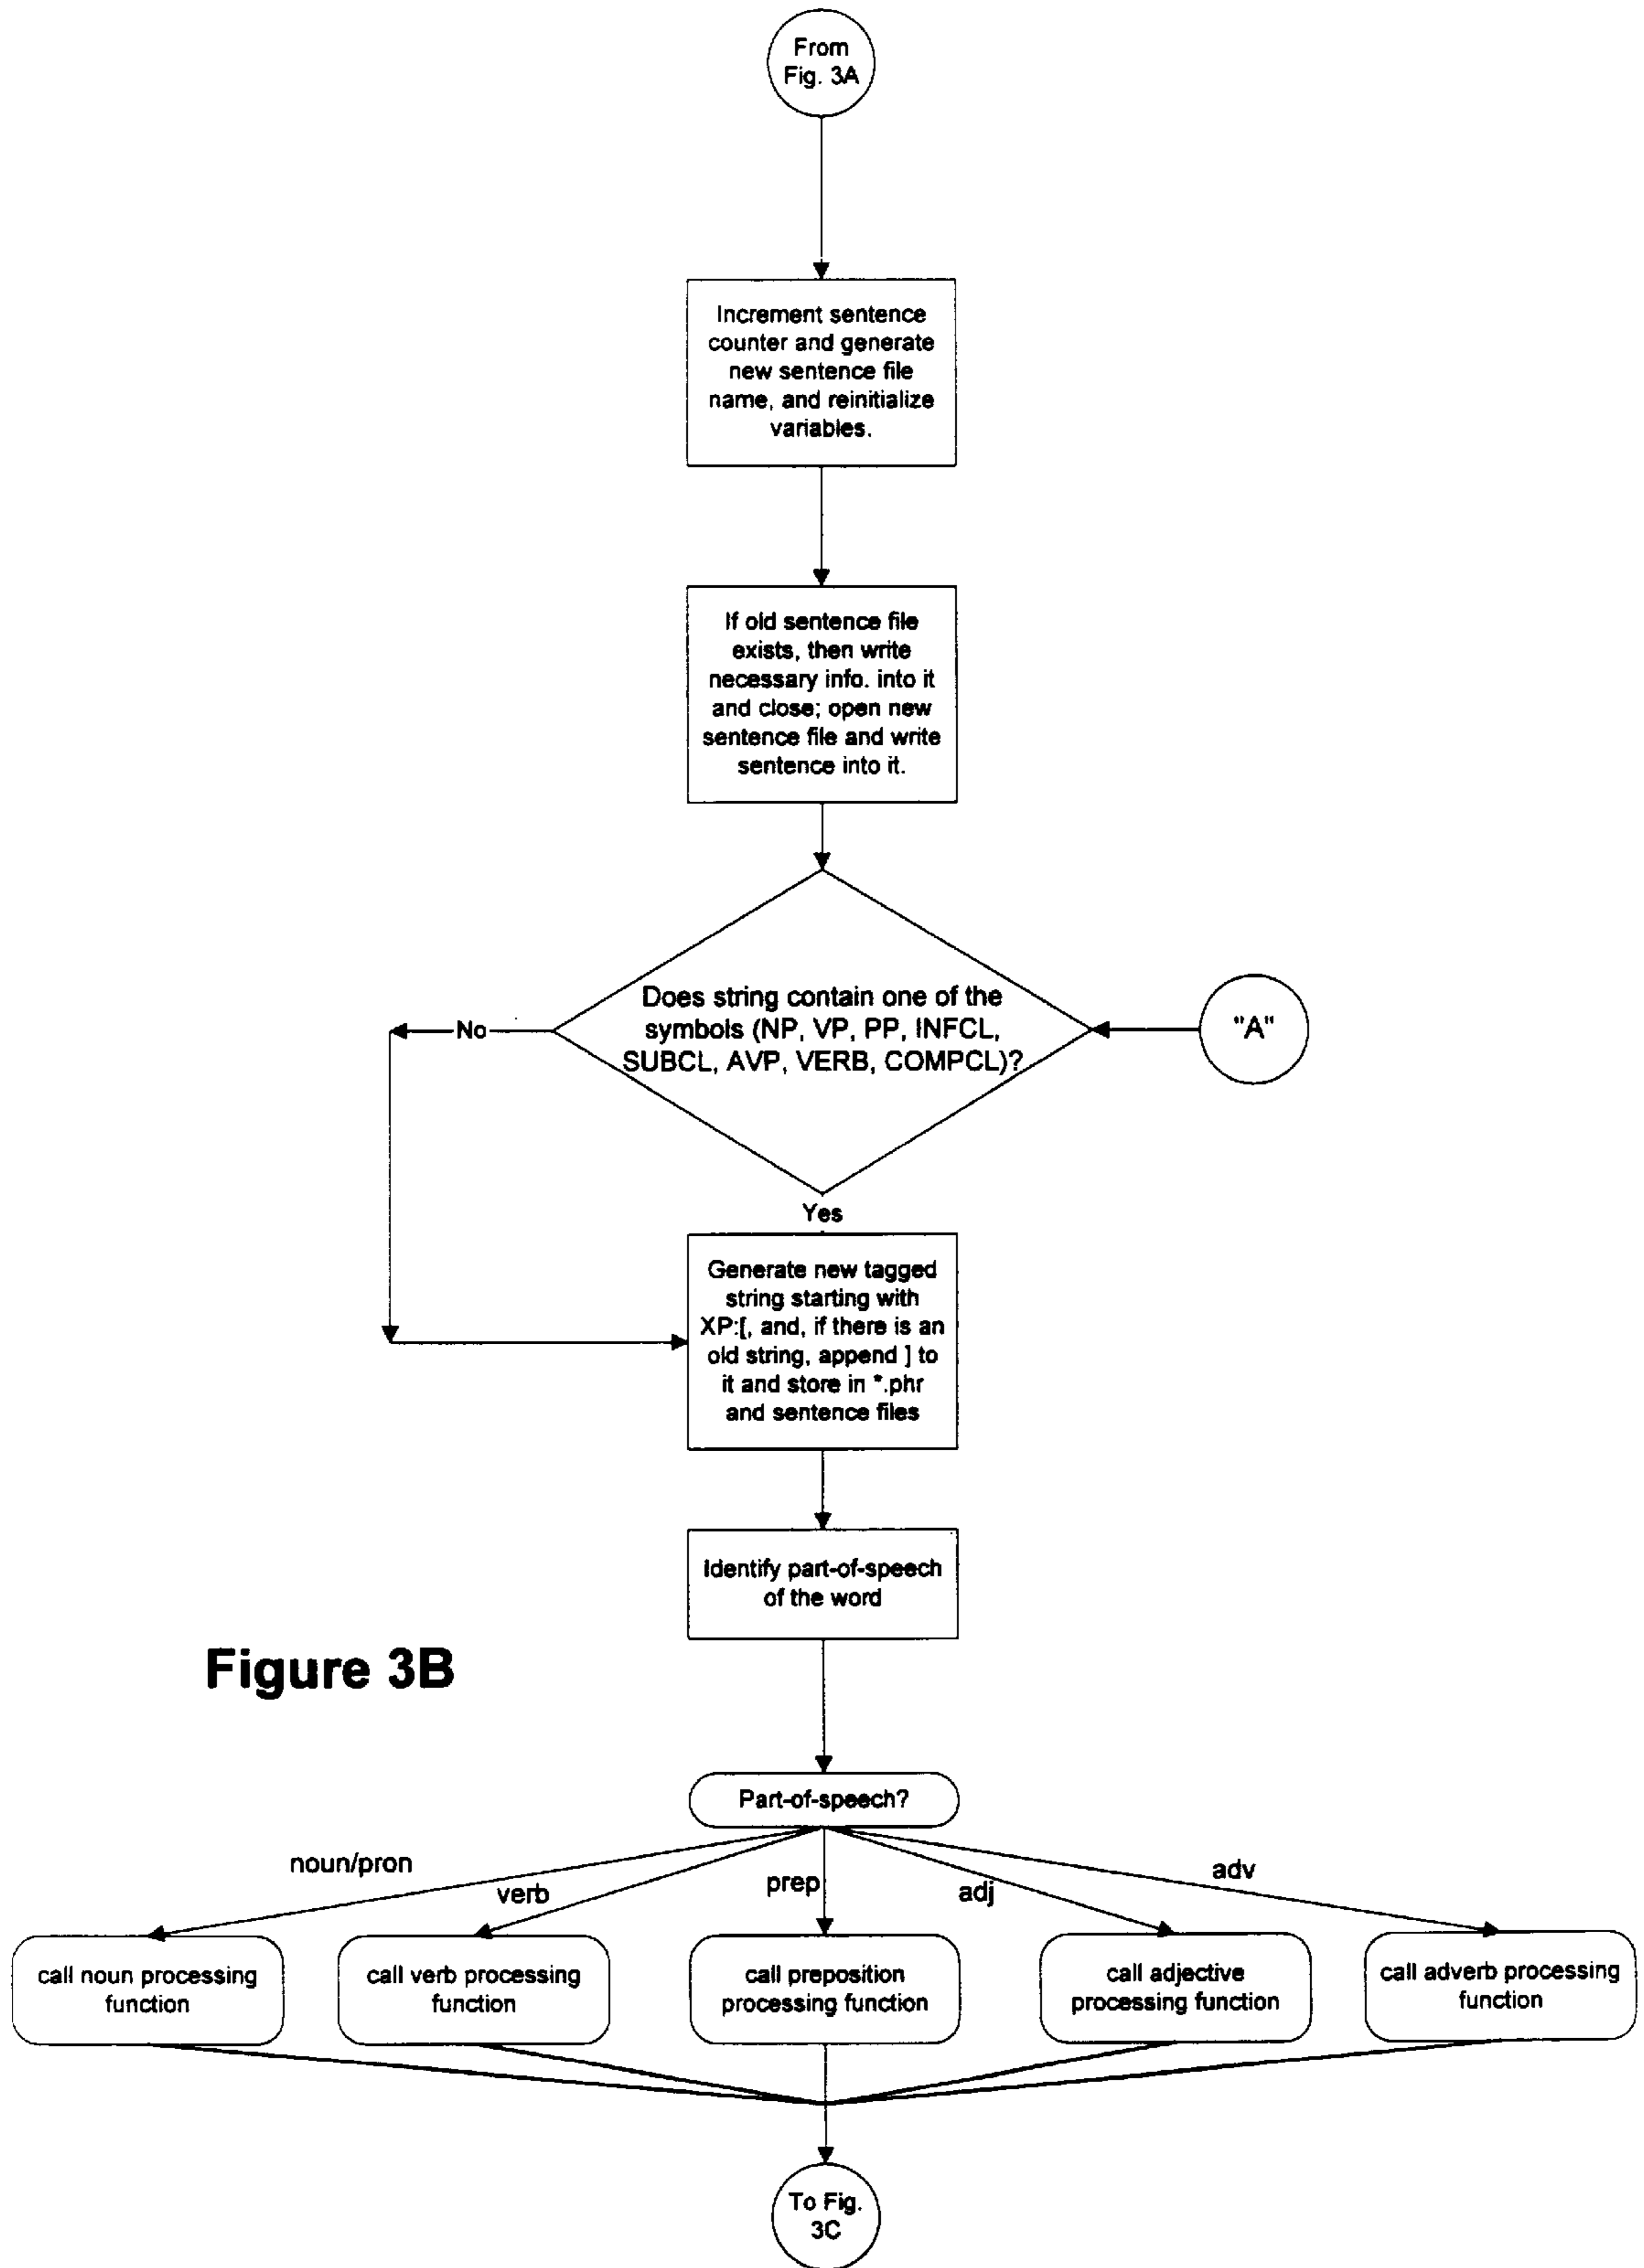 From
Fig. 3A
Increment sentence
counter and generate
new sentence file
name, and reinitialize
variables.
If old sentence file
exists, then write
necessary info. into it
and close; open new
sentence file and write
sentence into it.
Does string contain one of the
symbols (NP, VP, PP, INFCL,
SUBCL, AVP, VERB, COMPCL)?
No
"A"
Yes
Generate new tagged
string starting with
XP:[, and, if there is an
old string, append ] to
it and store in *.phr
and sentence files
Identify part-of-speech
of the word
Figure 3B
Part-of-speech?
noun/pron
verb
prep
adj
adv
call noun processing
function
call verb processing
function
call preposition
processing function
call adjective
processing function
call adverb processing
function
To Fig.
3C